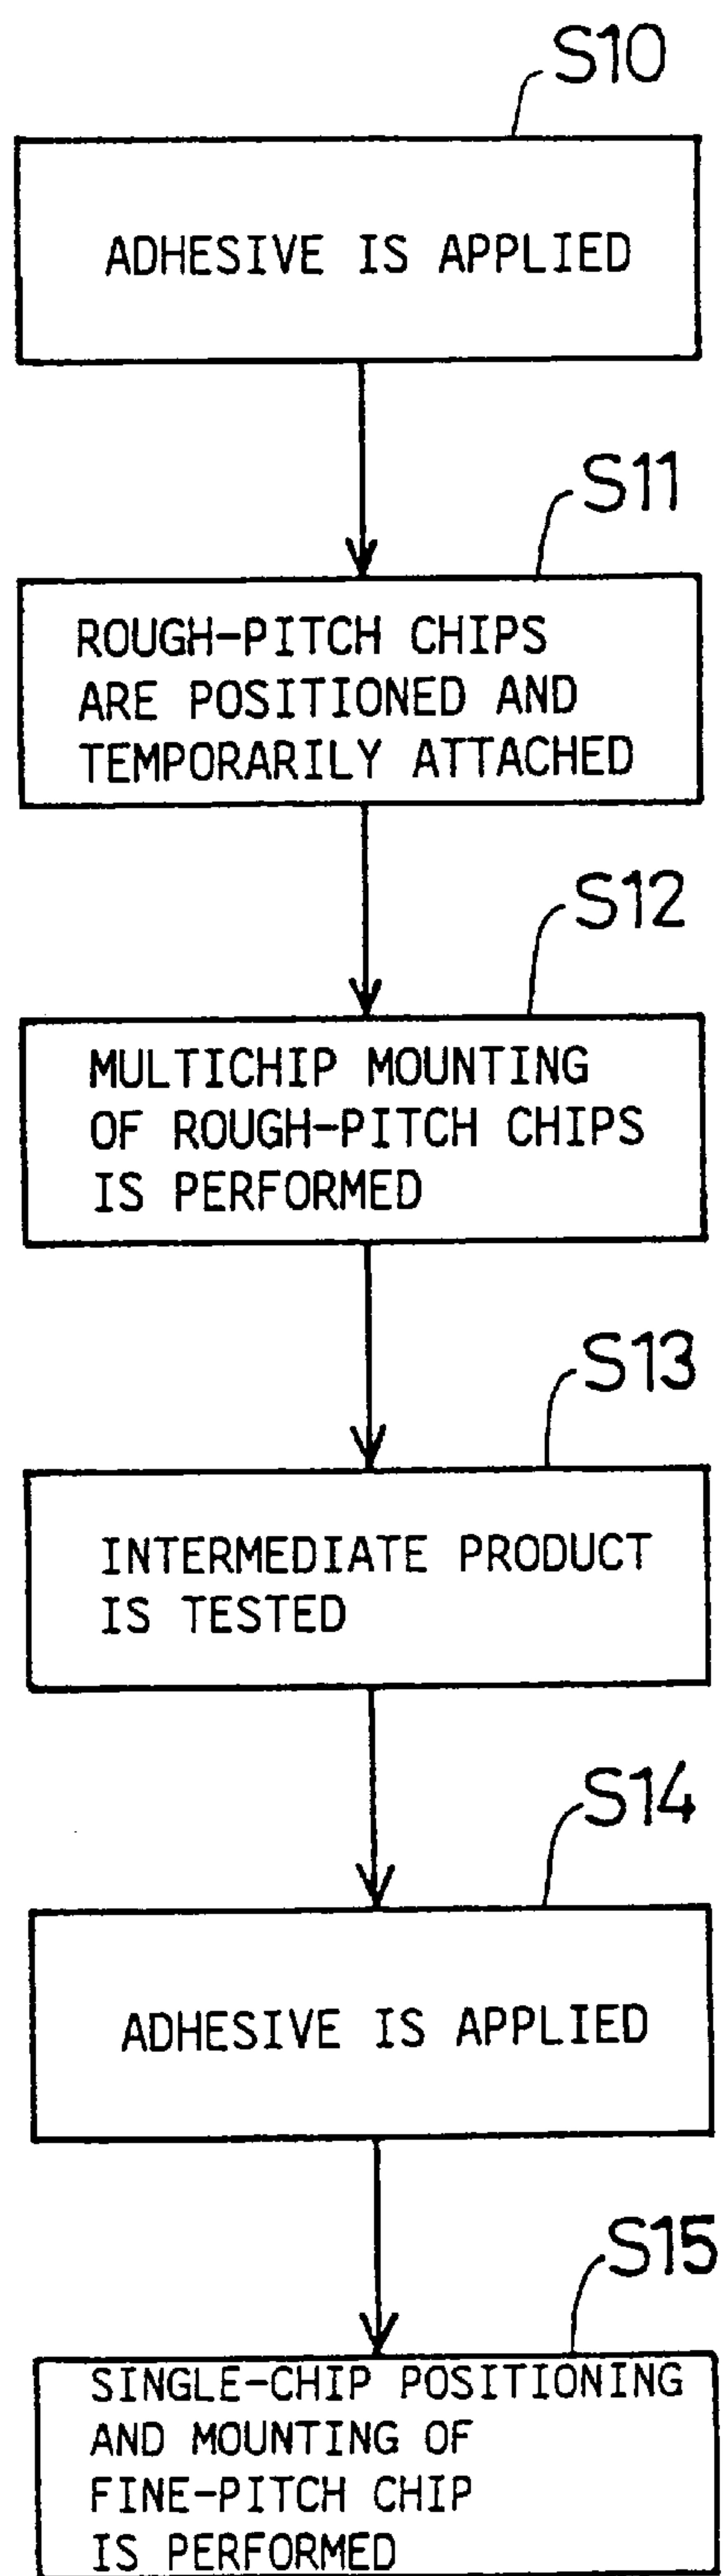 S10
ADHESIVE IS APPLIED
S11
ROUGH-PITCH CHIPS
ARE POSITIONED AND
TEMPORARILY ATTACHED
S12
MULTICHIP MOUNTING
OF ROUGH-PITCH CHIPS
IS PERFORMED
S13
INTERMEDIATE PRODUCT
IS TESTED
S14
ADHESIVE IS APPLIED
S15
SINGLE-CHIP POSITIONING
AND MOUNTING OF
FINE-PITCH CHIP
IS PERFORMED